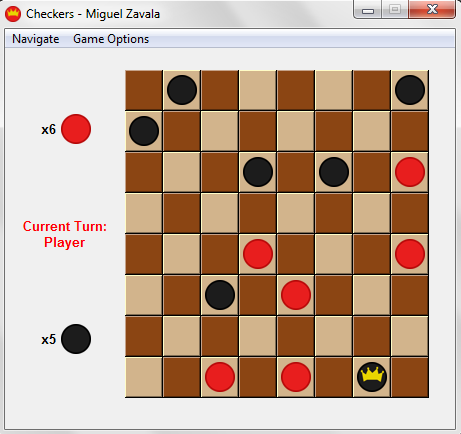 Checkers - Miguel Zavala
Navigate Game Options
x6
Current Turn:
Player
x5